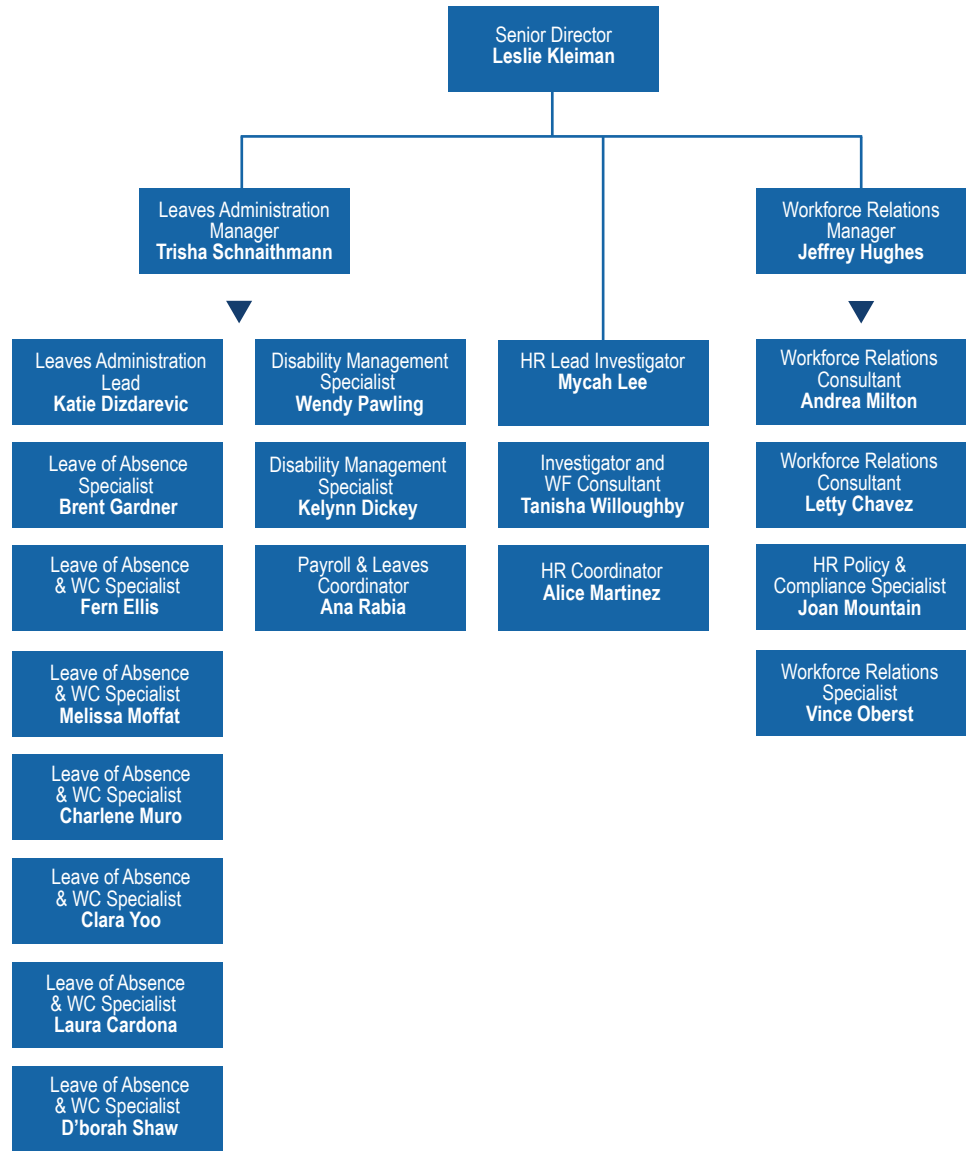 Senior Director
Leslie Kleiman
Leaves Administration
Manager
Trisha Schnaithmann
Workforce Relations
Manager
Jeffrey Hughes
Leaves Administration
Lead
Katie Dizdarevic
Leave of Absence
Specialist
Brent Gardner
Leave of Absence
& WC Specialist
Fern Ellis
Leave of Absence
& WC Specialist
Melissa Moffat
Leave of Absence
& WC Specialist
Charlene Muro
Leave of Absence
& WC Specialist
Clara Yoo
Leave of Absence
& WC Specialist
Laura Cardona
Leave of Absence
& WC Specialist
D’borah Shaw
Disability Management
Specialist
Wendy Pawling
Disability Management
Specialist
Kelynn Dickey
Payroll & Leaves
Coordinator
Ana Rabia
HR Lead Investigator
Mycah Lee
Investigator and
WF Consultant
Tanisha Willoughby
HR Coordinator
Alice Martinez
Workforce Relations
Consultant
Andrea Milton
Workforce Relations
Consultant
Letty Chavez
HR Policy &
Compliance Specialist
Joan Mountain
Workforce Relations
Specialist
Vince Oberst